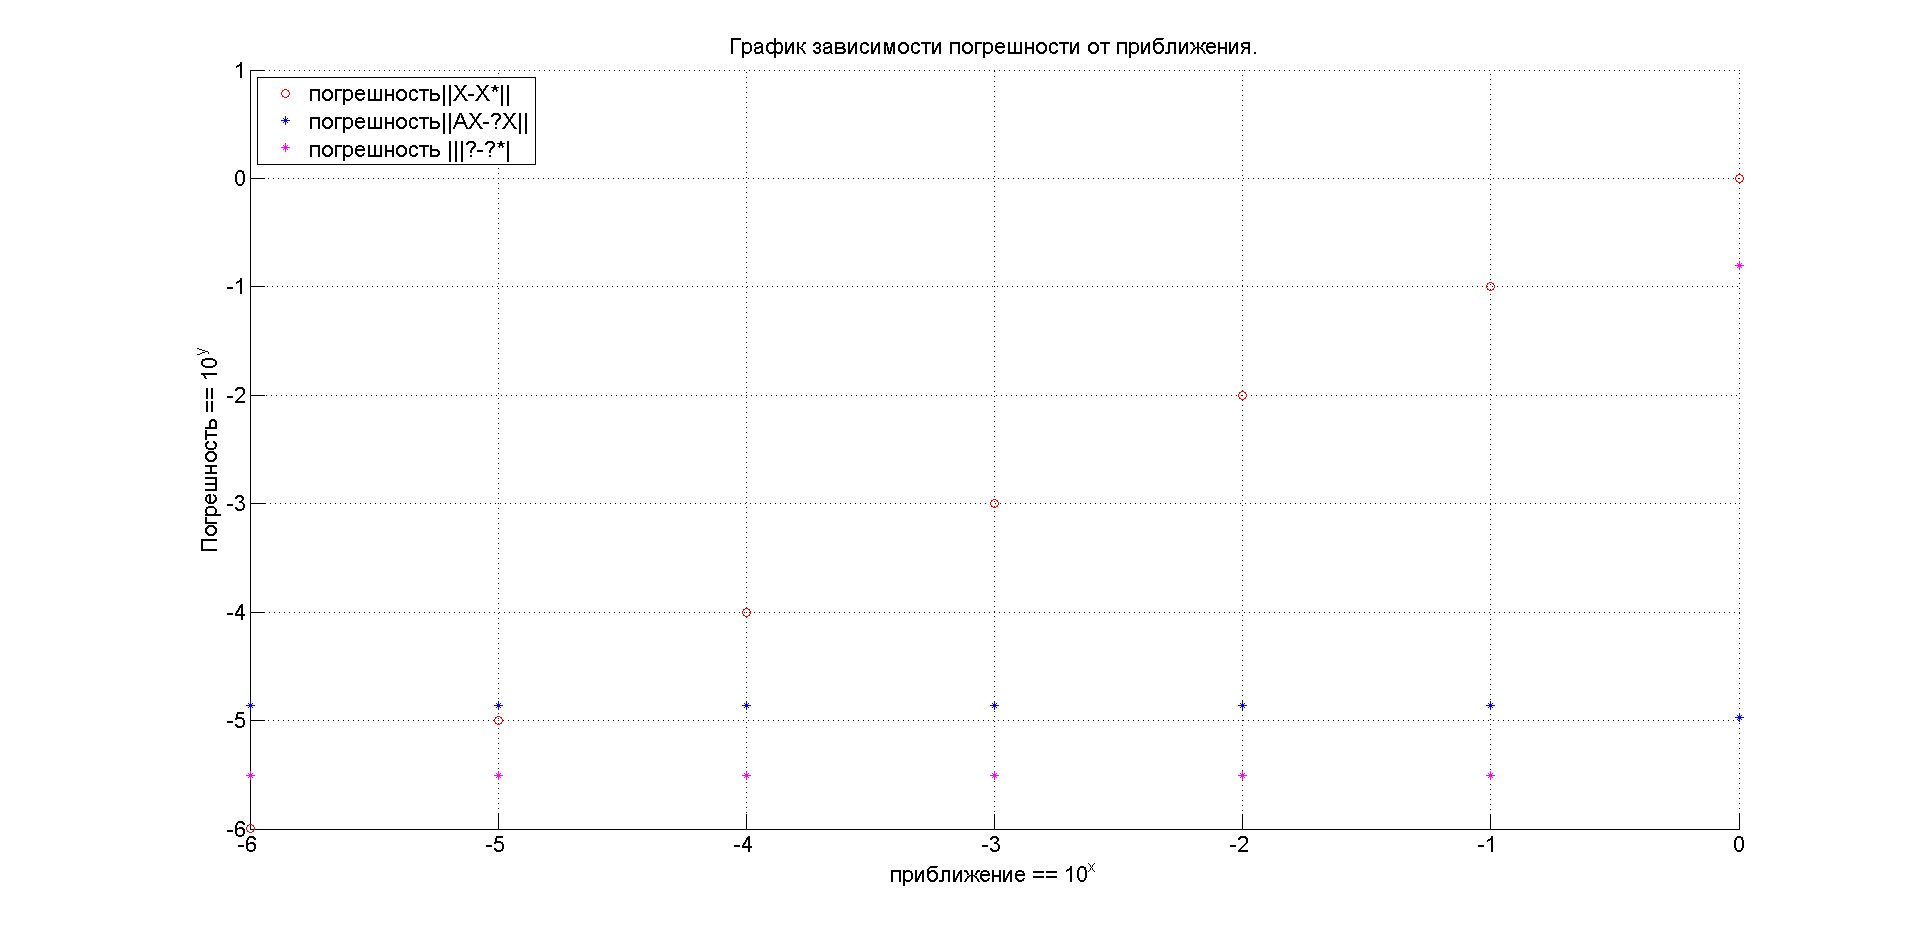 График зависимости погрешности от приближения.
погрешность||X-X*||
погрешность||AX-?X||
погрешность |||?-?*|
1
0
-1
-2
-3
-4
-5
-6
Погрешность == 10^y
-6
-5
-4
-3
-2
-1
0
приближение == 10^x